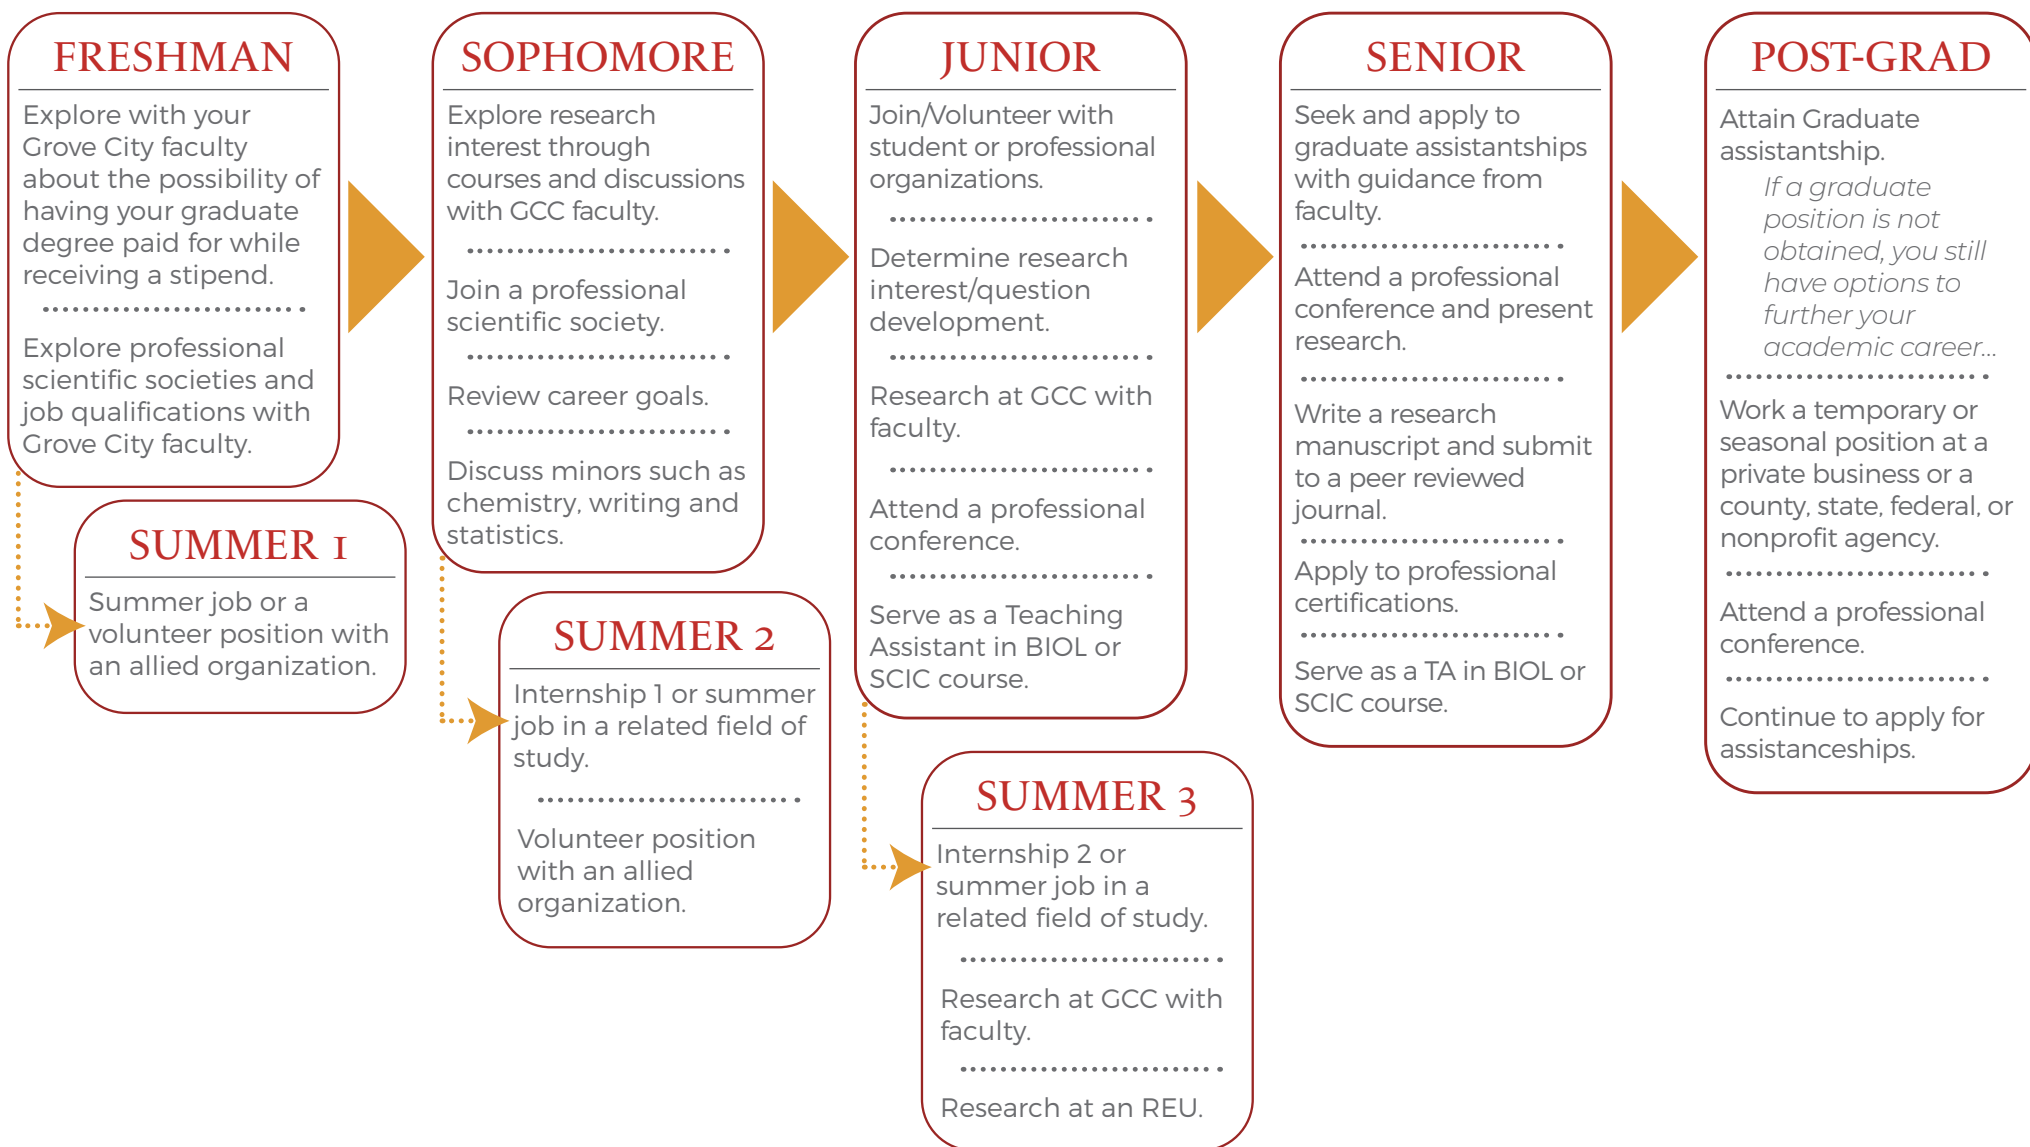 FRESHMAN
Explore with your
Grove City faculty
about the possibility of
having your graduate
degree paid for while
receiving a stipend.
Explore professional
scientific societies and
job qualifications with
Grove City faculty.
SUMMER 1
Summer job or a
volunteer position with
an allied organization.
SOPHOMORE
Explore research
interest through
courses and discussions
with GCC faculty.
Join a professional
scientific society.
Review career goals.
Discuss minors such as
chemistry, writing and
statistics.
SUMMER 2
Internship 1 or summer
job in a related field of
study.
Volunteer position
with an allied
organization.
JUNIOR
Join/Volunteer with
student or professional
organizations.
Determine research
interest/question
development.
Research at GCC with
faculty.
Attend a professional
conference.
Serve as a Teaching
Assistant in BIOL or
SCIC course.
SUMMER 3
Internship 2 or
summer job in a
related field of study.
Research at GCC with
faculty.
Research at an REU.
SENIOR
Seek and apply to
graduate assistantships
with guidance from
faculty.
Attend a professional
conference and present
research.
Write a research
manuscript and submit
to a peer reviewed
journal.
Apply to professional
certifications.
Serve as a TA in BIOL or
SCIC course.
POST-GRAD
Attain Graduate
assistantship.
If a graduate
position is not
obtained, you still
have options to
further your
academic career...
Work a temporary or
seasonal position at a
private business or a
county, state, federal, or
nonprofit agency.
Attend a professional
conference.
Continue to apply for
assistanceships.